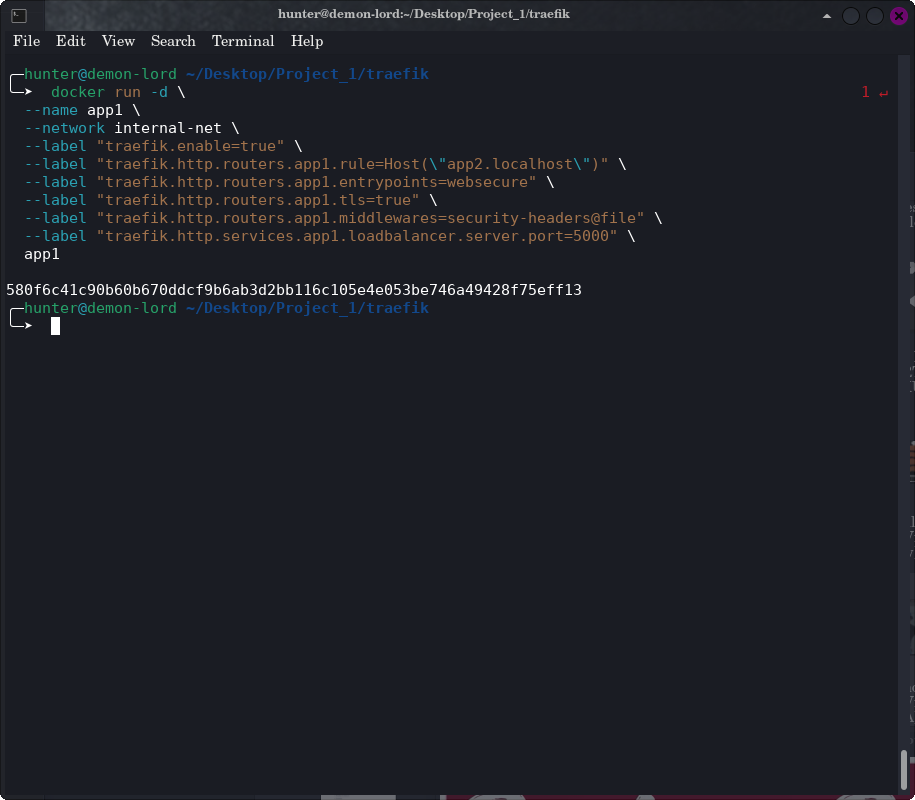 hunter@demon-lord:~/Desktop/Project_1/traefik
File Edit View Search Terminal Help
hunter@demon-lord ~/Desktop/Project_1/traefik
docker run -d \ 1 ↵
--name app1 \
--network internal-net \
--label "traefik.enable=true" \
--label "traefik.http.routers.app1.rule=Host(\"app2.localhost\")" \
--label "traefik.http.routers.app1.entrypoints=websecure" \
--label "traefik.http.routers.app1.tls=true" \
--label "traefik.http.routers.app1.middlewares=security-headers@file" \
--label "traefik.http.services.app1.loadbalancer.server.port=5000" \
app1
580f6c41c90b60b670ddcf9b6ab3d2bb116c105e4e053be746a49428f75eff13
hunter@demon-lord ~/Desktop/Project_1/traefik